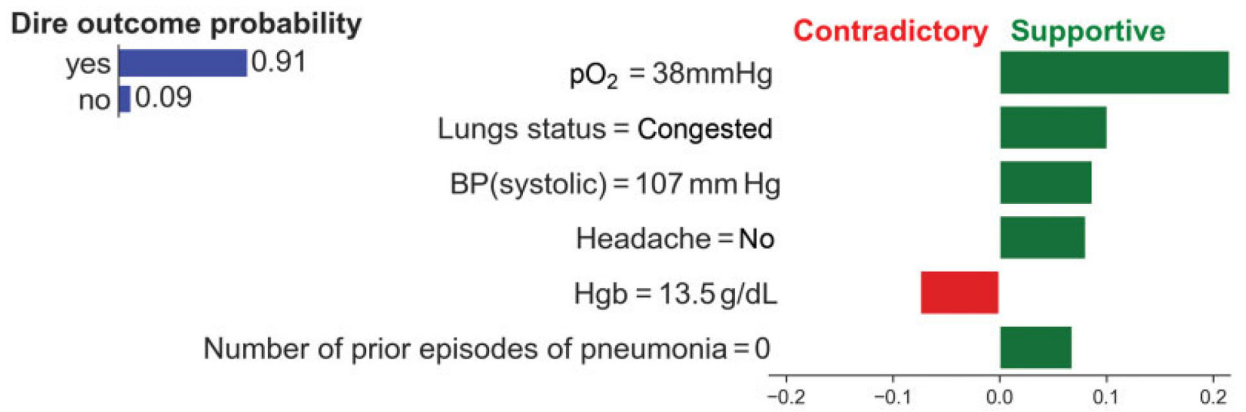 Dire outcome probability
yes 0.91
no 0.09
Contradictory Supportive
pO₂ = 38mmHg
Lungs status = Congested
BP(systolic) = 107 mm Hg
Headache = No
Hgb = 13.5 g/dL
Number of prior episodes of pneumonia = 0
−0.2 −0.1 0.0 0.1 0.2